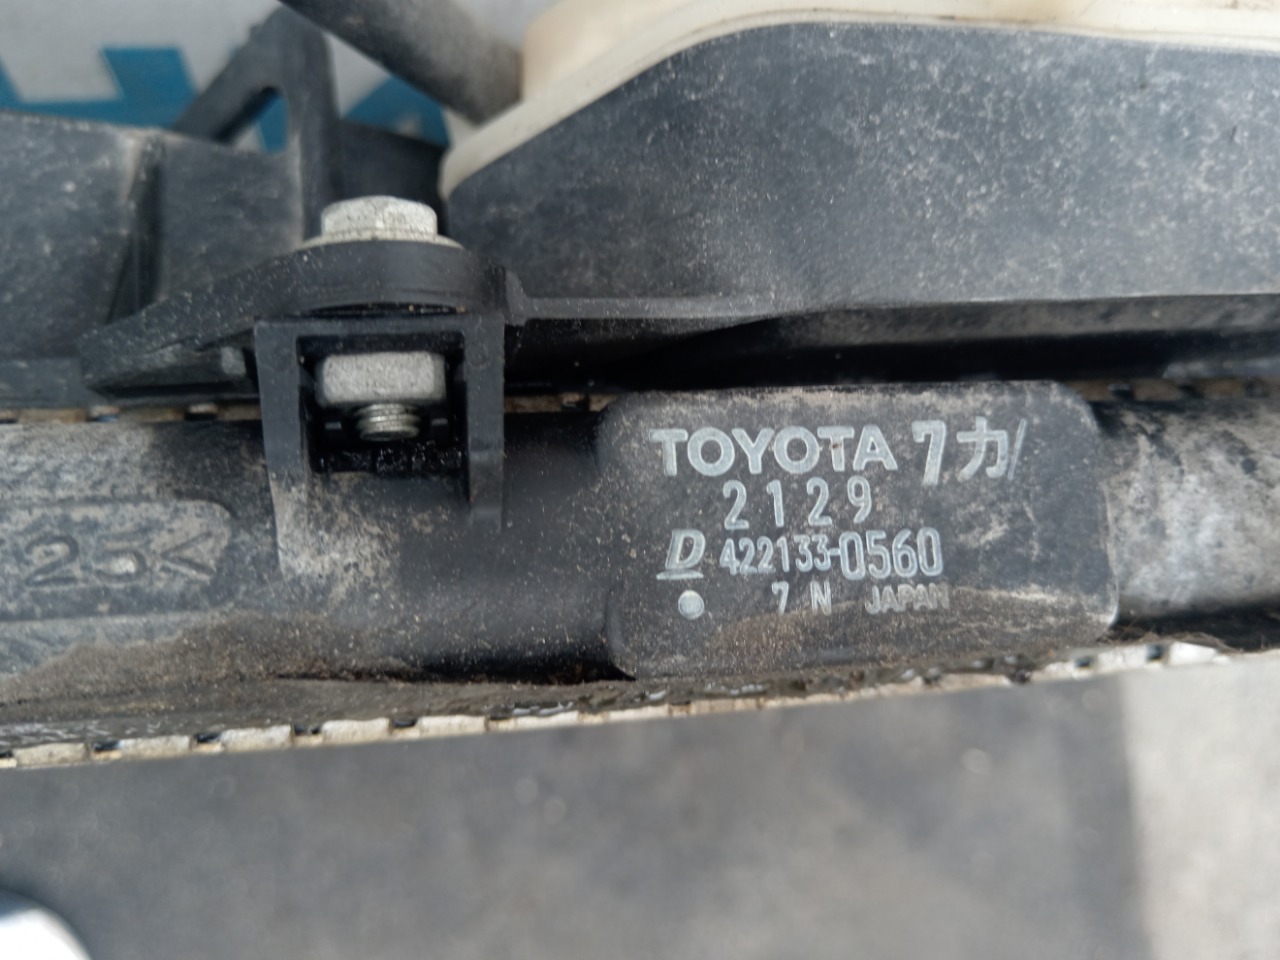 TOYOTA 7カ/
2129
D 422133-0560
7 N JAPAN
25<